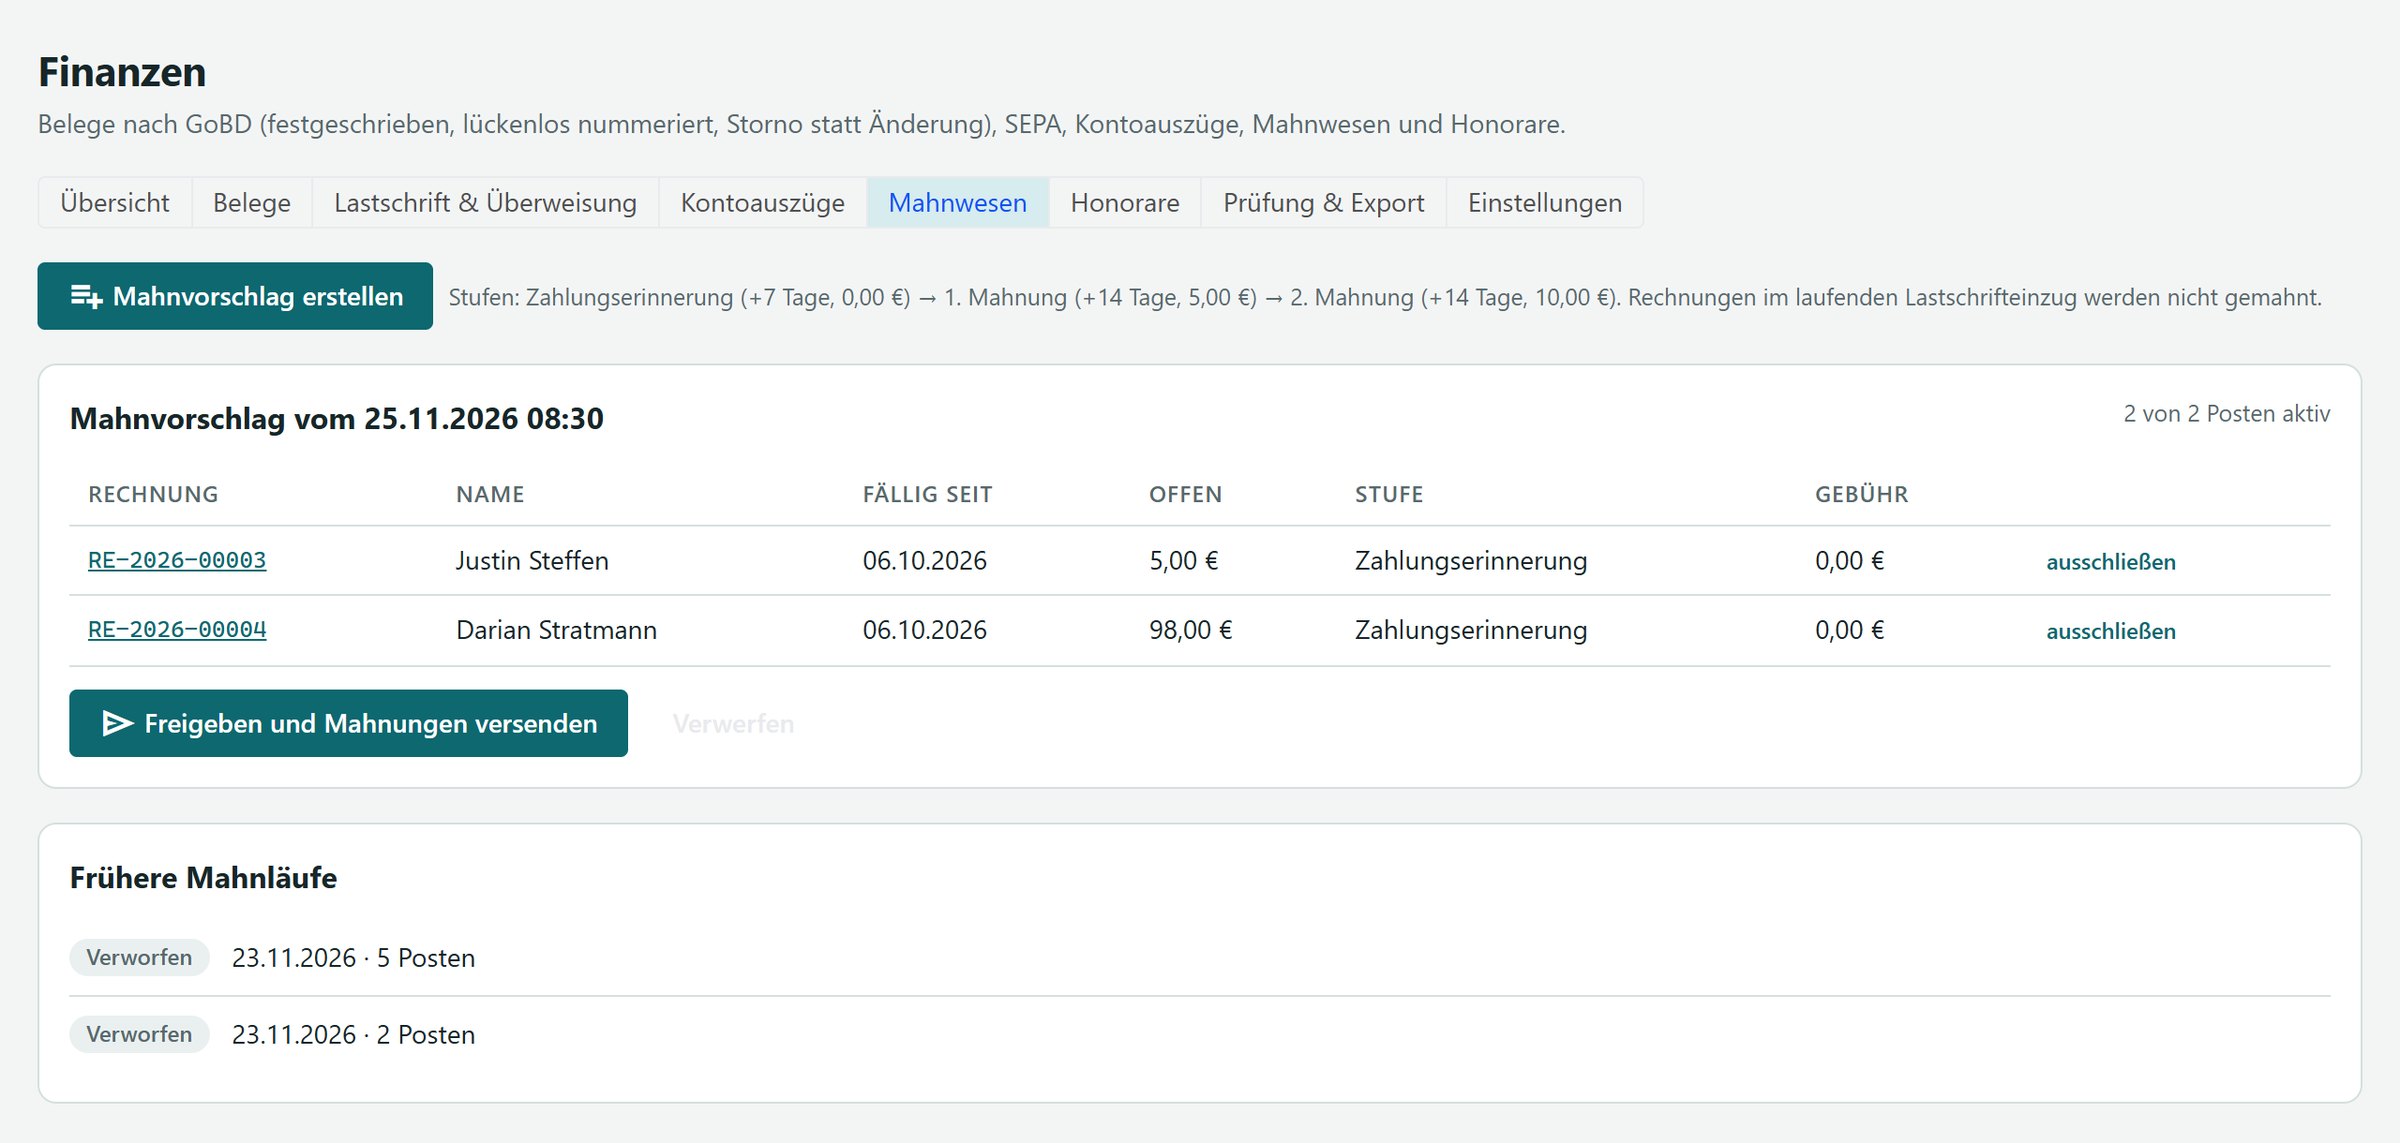 Finanzen
Belege nach GoBD (festgeschrieben, lückenlos nummeriert, Storno statt Änderung), SEPA, Kontoauszüge, Mahnwesen und Honorare.
Übersicht Belege Lastschrift & Überweisung Kontoauszüge Mahnwesen Honorare Prüfung & Export Einstellungen
Mahnvorschlag erstellen Stufen: Zahlungserinnerung (+7 Tage, 0,00 €) → 1. Mahnung (+14 Tage, 5,00 €) → 2. Mahnung (+14 Tage, 10,00 €). Rechnungen im laufenden Lastschrifteinzug werden nicht gemahnt.
Mahnvorschlag vom 25.11.2026 08:30 2 von 2 Posten aktiv
RECHNUNG NAME FÄLLIG SEIT OFFEN STUFE GEBÜHR
RE-2026-00003 Justin Steffen 06.10.2026 5,00 € Zahlungserinnerung 0,00 € ausschließen
RE-2026-00004 Darian Stratmann 06.10.2026 98,00 € Zahlungserinnerung 0,00 € ausschließen
Freigeben und Mahnungen versenden Verwerfen
Frühere Mahnläufe
Verworfen 23.11.2026 · 5 Posten
Verworfen 23.11.2026 · 2 Posten